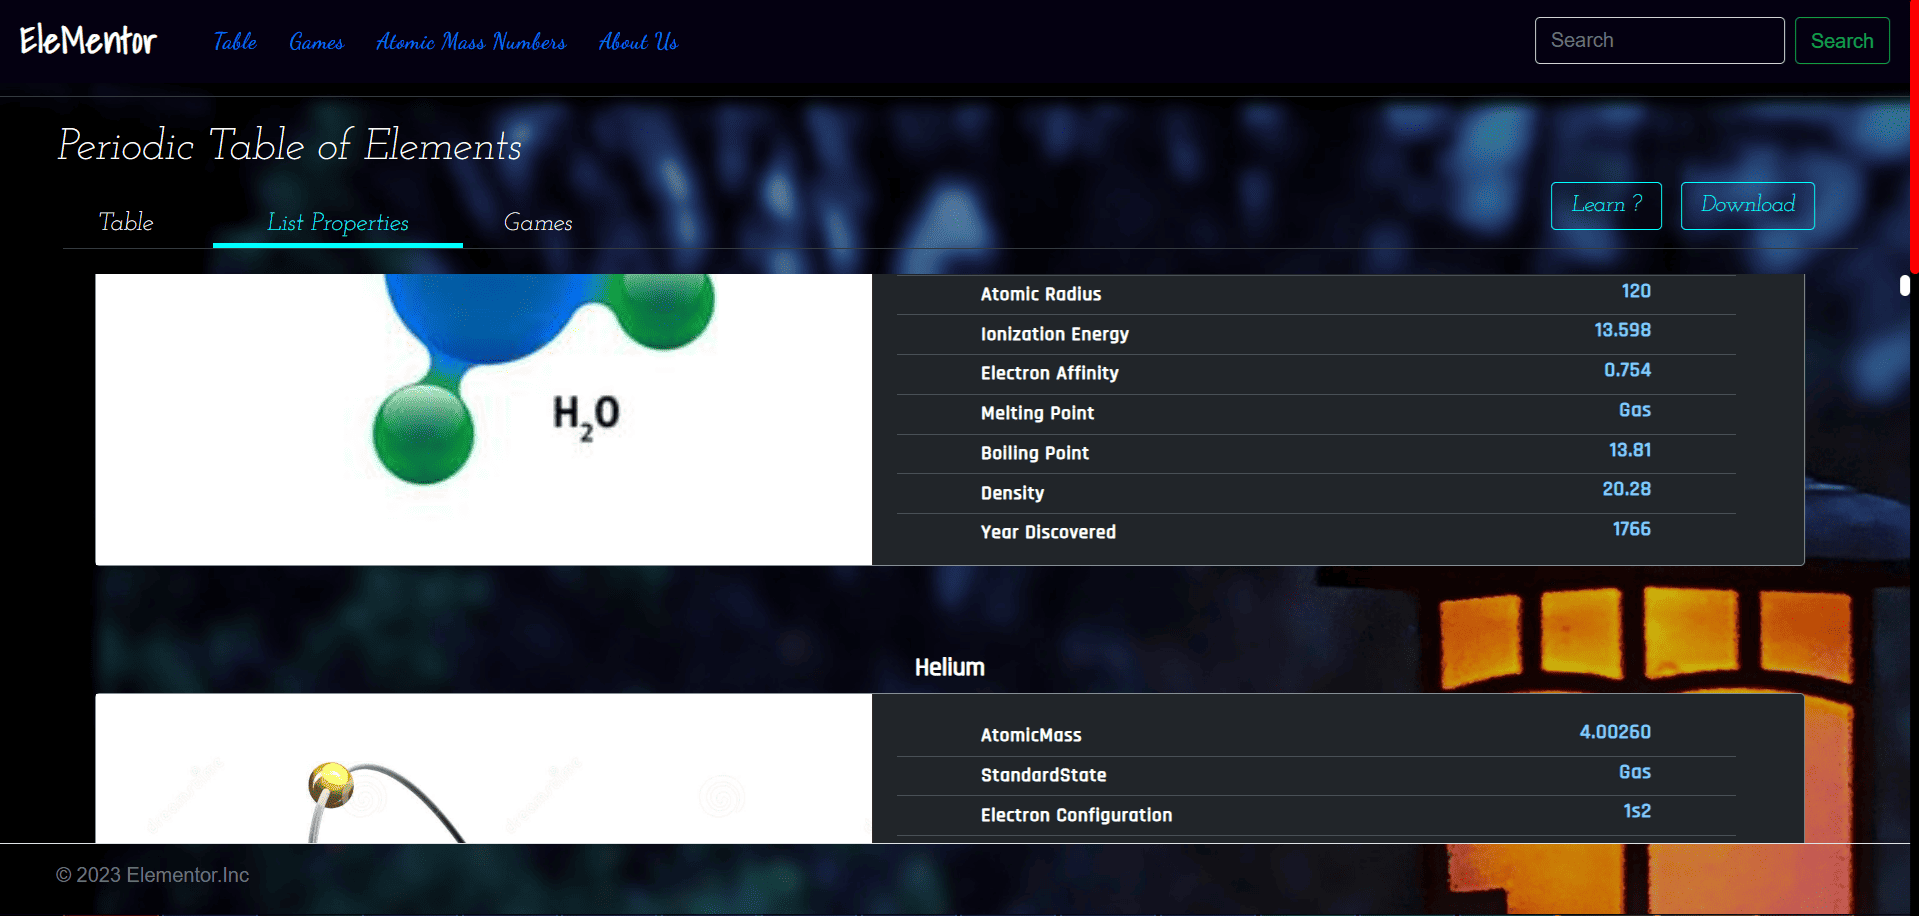 EleMentor Table Games Atomic Mass Numbers About Us Search Search
Periodic Table of Elements
Table List Properties Games Learn ? Download
Atomic Radius 120
Ionization Energy 13.598
Electron Affinity 0.754
Melting Point Gas
H2O
Boiling Point 13.81
Density 20.28
Year Discovered 1766
Helium
AtomicMass 4.00260
StandardState Gas
Electron Configuration 1s2
© 2023 Elementor.Inc